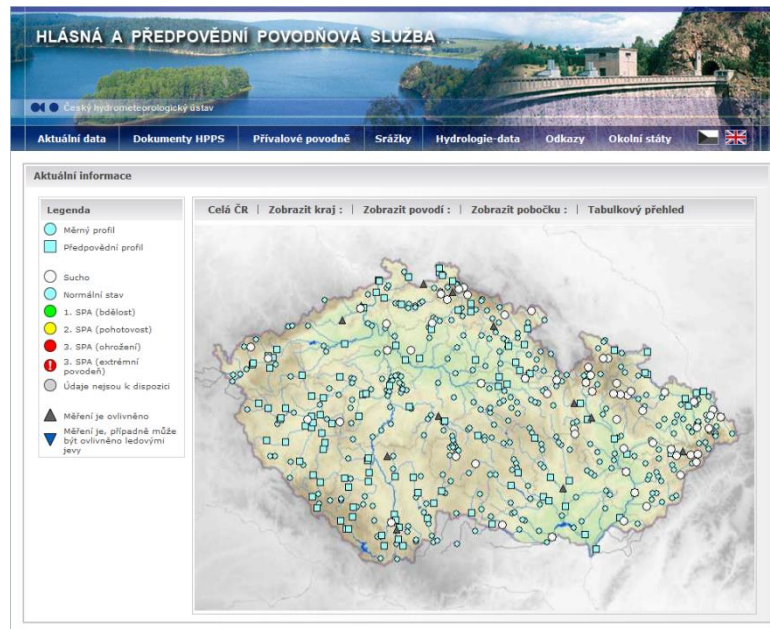 HLÁSNÁ A PŘEDPOVĚDNÍ POVODŇOVÁ SLUŽBA
Český hydrometeorologický ústav
Aktuální data Dokumenty HPPS Přívalové povodně Srážky Hydrologie-data Odkazy Okolní státy
Aktuální informace
Legenda
Měrný profil
Předpovědní profil
Sucho
Normální stav
1. SPA (bdělost)
2. SPA (pohotovost)
3. SPA (ohrožení)
3. SPA (extrémní
povodeň)
Údaje nejsou k dispozici
Měření je ovlivněno
Měření je, případně může
být ovlivněno ledovými
jevy
Celá ČR | Zobrazit kraj : | Zobrazit povodí : | Zobrazit pobočku : | Tabulkový přehled